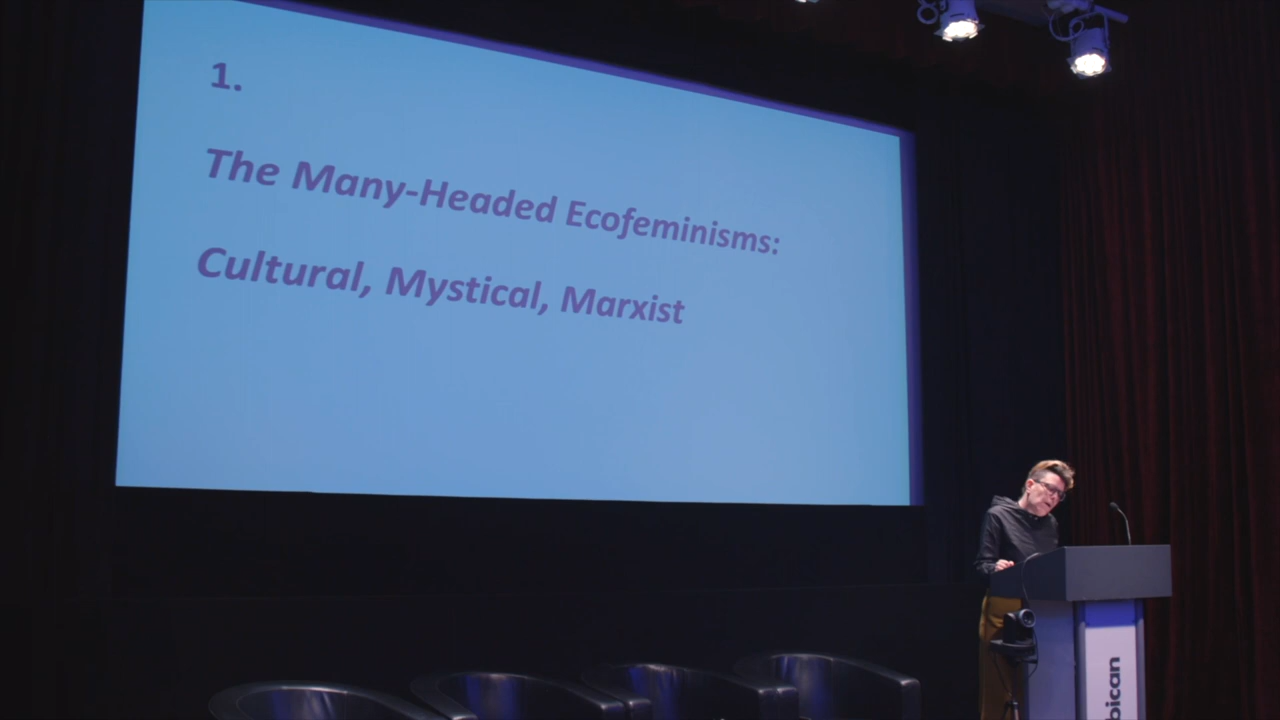 1.
The Many-Headed Ecofeminisms:
Cultural, Mystical, Marxist
bican